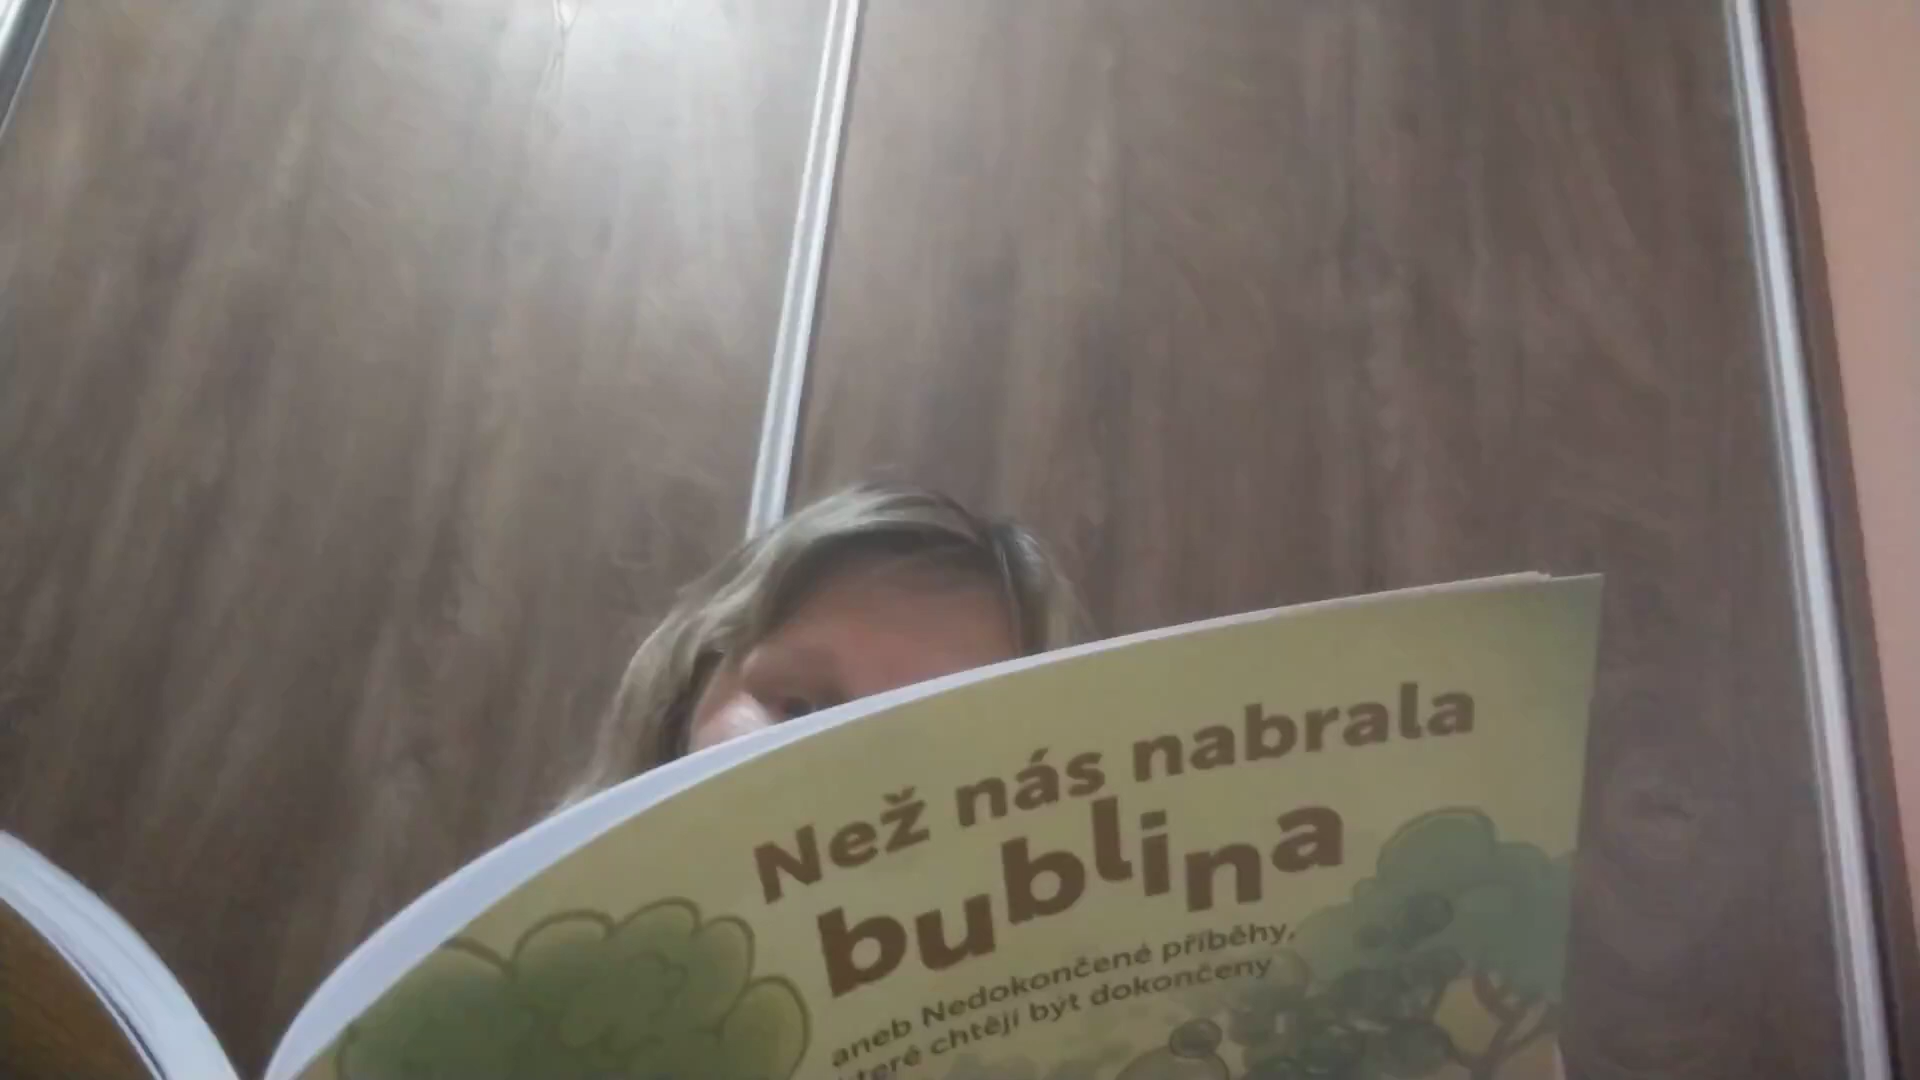 Než nás nabrala
bublina
aneb Nedokončené příběhy,
které chtějí být dokončeny